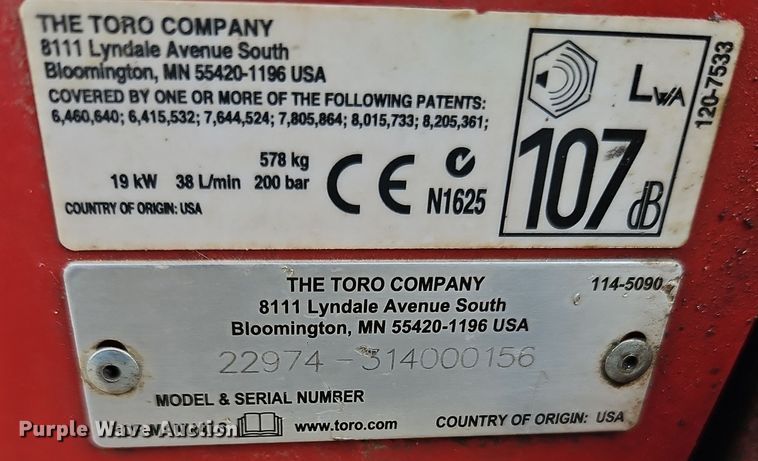 THE TORO COMPANY
8111 Lyndale Avenue South
Bloomington, MN 55420-1196 USA
COVERED BY ONE OR MORE OF THE FOLLOWING PATENTS:
6,460,640; 6,415,532; 7,644,524; 7,805,864; 8,015,733; 8,205,361;
578 kg
19 kW 38 L/min 200 bar
COUNTRY OF ORIGIN: USA
CE
N1625
LWA
107
dB
120-7533
THE TORO COMPANY
114-5090
8111 Lyndale Avenue South
Bloomington, MN 55420-1196 USA
22974-314000156
MODEL & SERIAL NUMBER
www.toro.com COUNTRY OF ORIGIN: USA
Purple Wave Auction